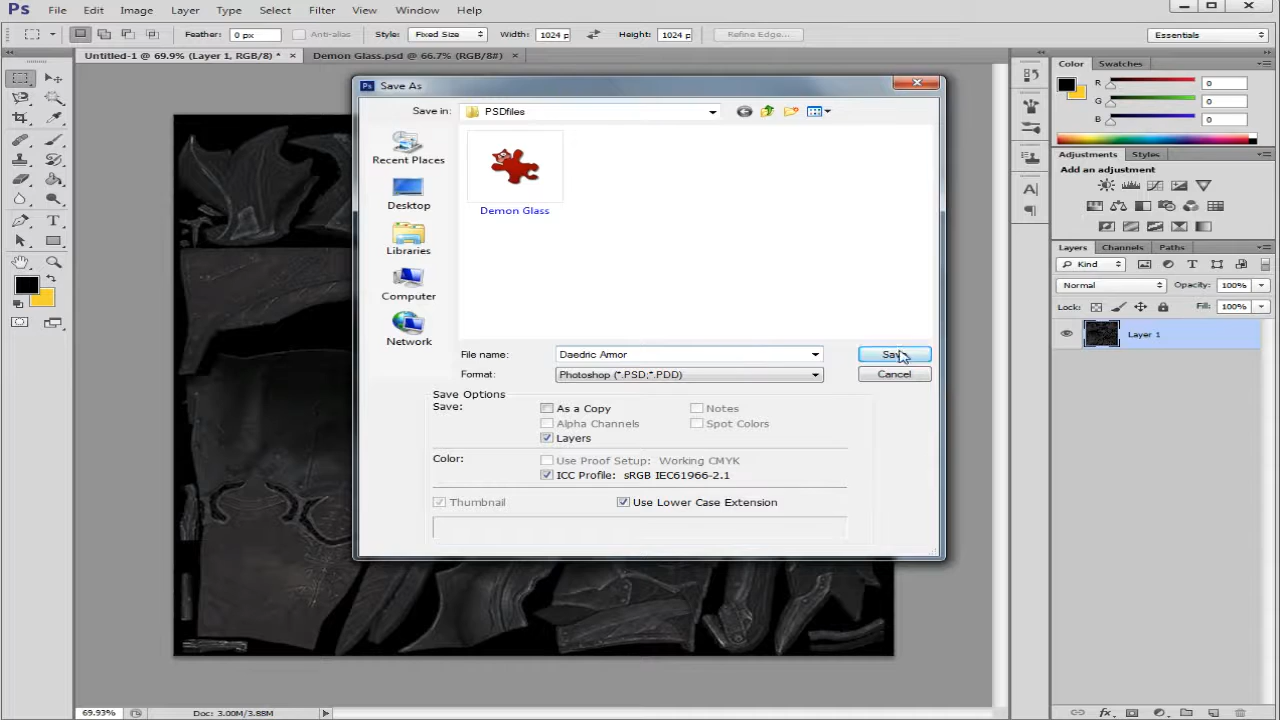 Ps File Edit Image Layer Type Select Filter View Window Help
Feather: 0 px Anti-alias Style: Fixed Size Width: 1024 p Height: 1024 p Refine Edge... Essentials
Untitled-1 @ 69.9% (Layer 1, RGB/8) * × Demon Glass.psd @ 66.7% (RGB/8#) ×
Save As
Save in: PSDfiles
Recent Places
Desktop
Libraries
Computer
Network
Demon Glass
File name: Daedric Armor Save
Format: Photoshop (*.PSD;*.PDD) Cancel
Save Options
Save: As a Copy Notes
Alpha Channels Spot Colors
Layers
Color: Use Proof Setup: Working CMYK
ICC Profile: sRGB IEC61966-2.1
Thumbnail Use Lower Case Extension
Color Swatches
R 0
G 0
B 0
Adjustments Styles
Add an adjustment
Layers Channels Paths
Kind
Normal Opacity: 100%
Lock: Fill: 100%
Layer 1
69.93% Doc: 3.00M/3.88M